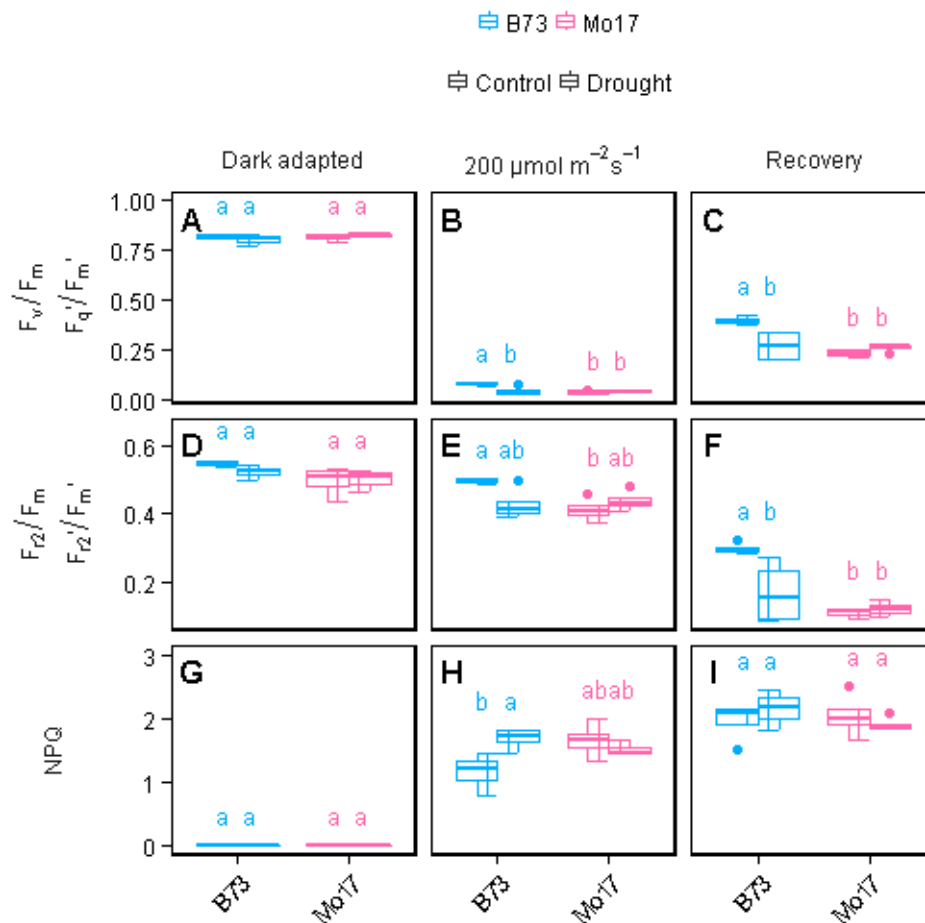 B73 Mo17
Control Drought
Dark adapted
200 µmol m⁻²s⁻¹
Recovery
Fv/Fm
Fq'/Fm'
1.00
0.75
0.50
0.25
0.00
A
a a a a
B
a b b b
C
a b b b
Fr2/Fm
Fr2'/Fm'
0.6
0.4
0.2
D
a a a a
E
a ab b ab
F
a b b b
NPQ
3
2
1
0
G
a a a a
H
b a ab ab
I
a a a a
B73 Mo17
B73 Mo17
B73 Mo17